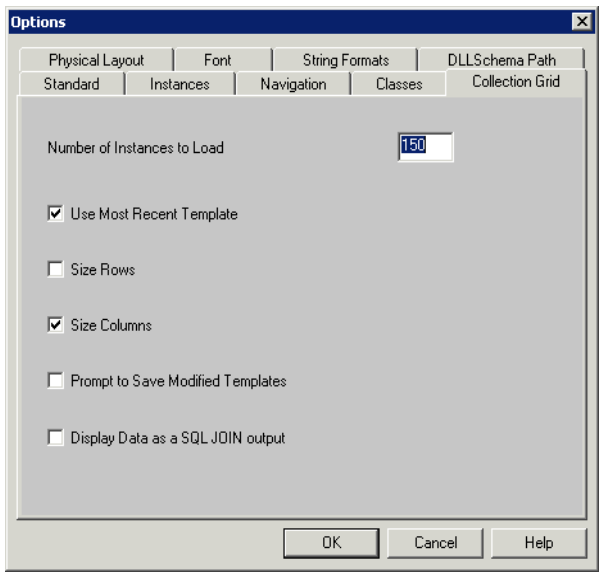 Options
Physical Layout Font String Formats DLLSchema Path
Standard Instances Navigation Classes Collection Grid
Number of Instances to Load 150
Use Most Recent Template
Size Rows
Size Columns
Prompt to Save Modified Templates
Display Data as a SQL JOIN output
OK Cancel Help